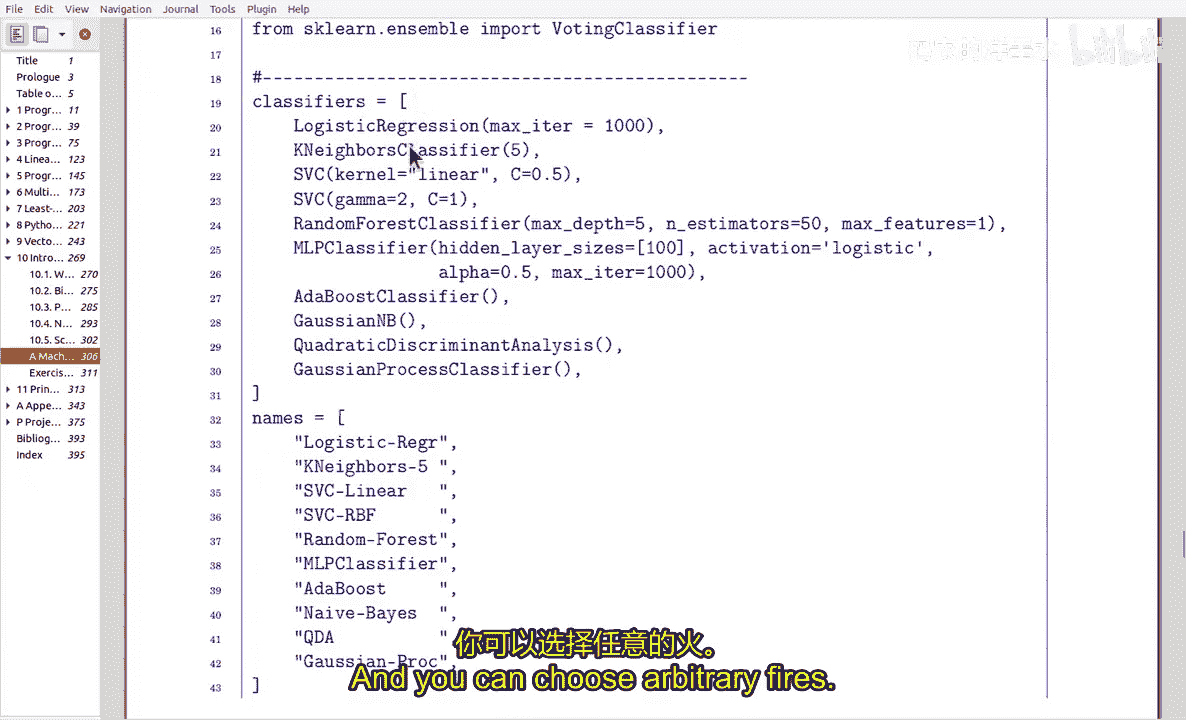 File Edit View Navigation Journal Tools Plugin Help
Title 1
Prologue 3
Table o... 5
1 Progr... 11
2 Progr... 39
3 Progr... 75
4 Linea... 123
5 Progr... 145
6 Multi... 173
7 Least-... 203
8 Pytho... 221
9 Vecto... 243
10 Intro... 269
10.1. W... 270
10.2. Bi... 275
10.3. P... 285
10.4. N... 293
10.5. Sc... 302
A Mach... 306
Exercis... 311
11 Prin... 313
A Appe... 343
P Proje... 375
Bibliog... 393
Index 395
16 from sklearn.ensemble import VotingClassifier
17
18 #-----------------------------------------------
19 classifiers = [
20 LogisticRegression(max_iter = 1000),
21 KNeighborsClassifier(5),
22 SVC(kernel="linear", C=0.5),
23 SVC(gamma=2, C=1),
24 RandomForestClassifier(max_depth=5, n_estimators=50, max_features=1),
25 MLPClassifier(hidden_layer_sizes=[100], activation='logistic',
26 alpha=0.5, max_iter=1000),
27 AdaBoostClassifier(),
28 GaussianNB(),
29 QuadraticDiscriminantAnalysis(),
30 GaussianProcessClassifier(),
31 ]
32 names = [
33 "Logistic-Regr",
34 "KNeighbors-5 ",
35 "SVC-Linear   ",
36 "SVC-RBF      ",
37 "Random-Forest",
38 "MLPClassifier",
39 "AdaBoost     ",
40 "Naive-Bayes  ",
41 "QDA          "
42 "Gaussian-Proc",
43 ]
你可以选择任意的火。
And you can choose arbitrary fires.